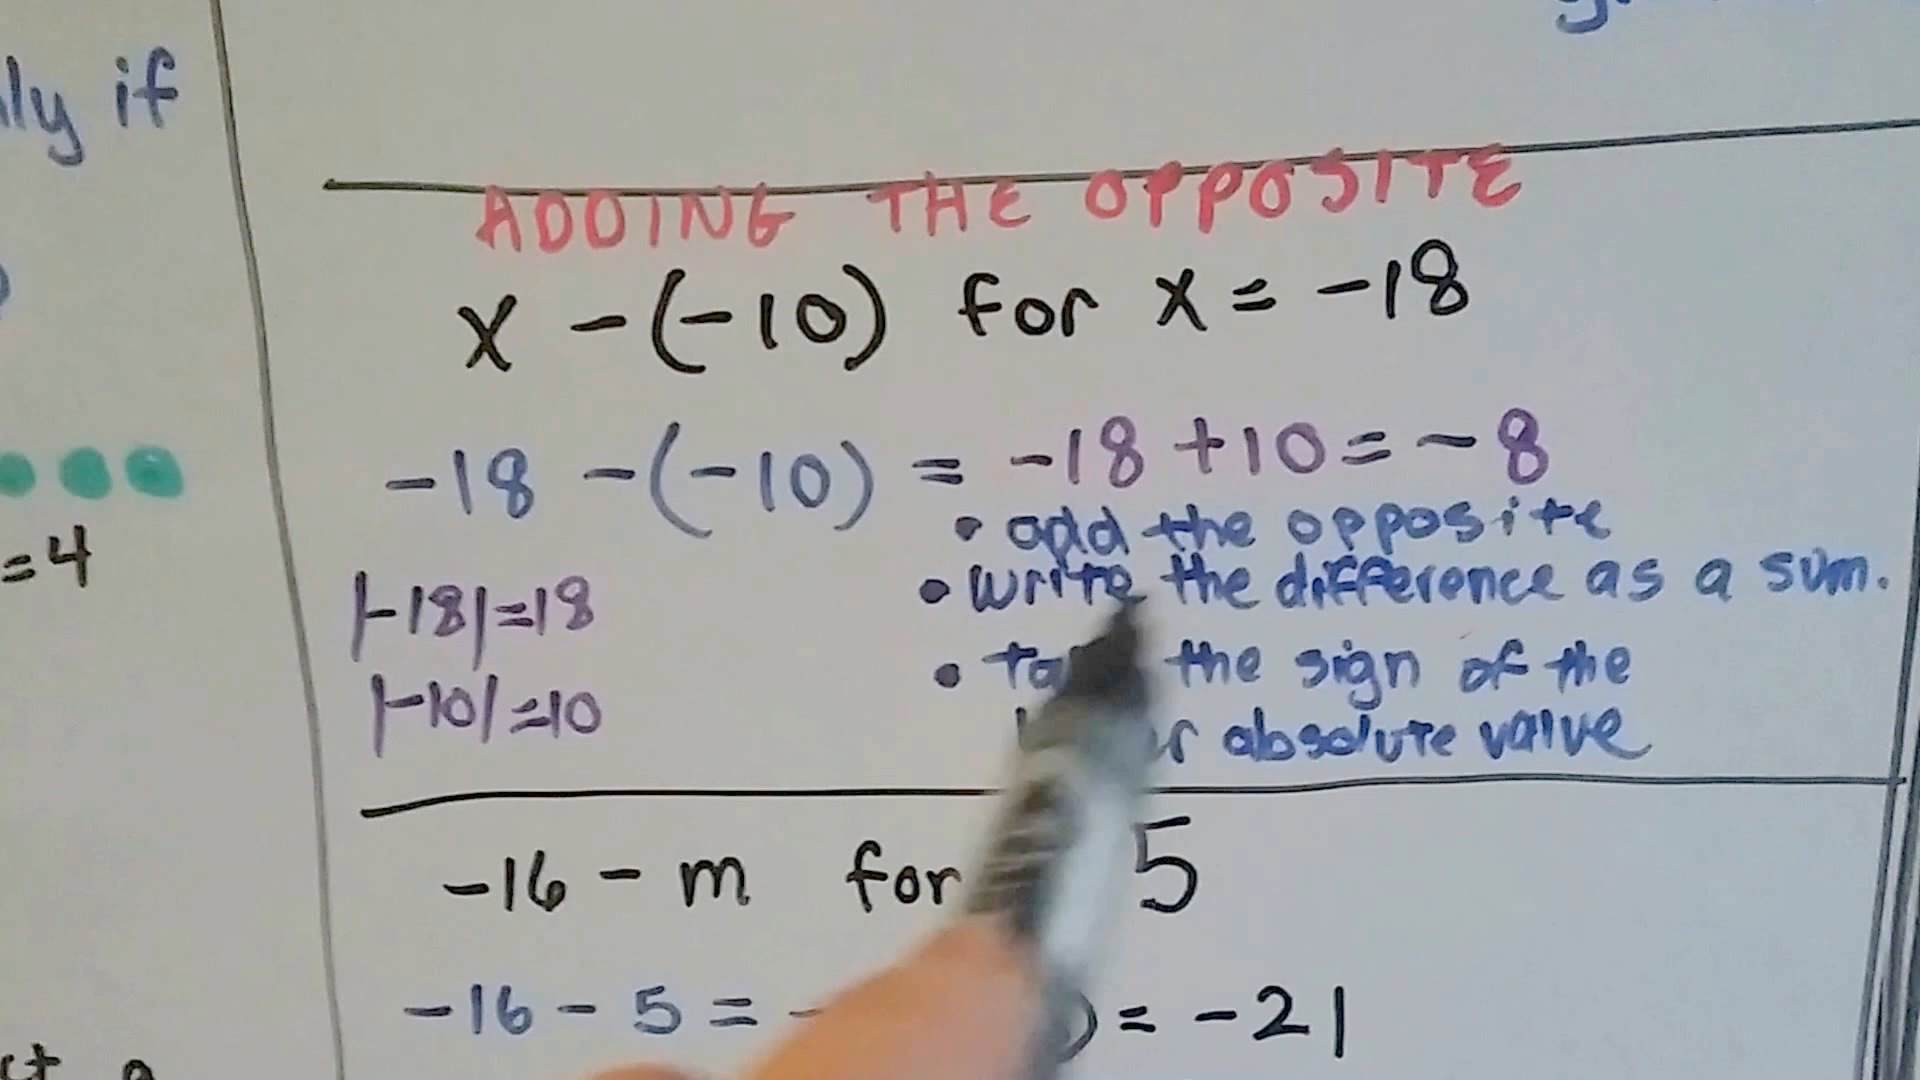 if
ADDING THE OPPOSITE
x - (-10) for x = -18
-18 - (-10) = -18 + 10 = -8
=4
• add the opposite
• write the difference as a sum.
|-18|=18
|-10|=10
• the sign of the
absolute value
-16 - m for 5
-16 - 5 = - ) = -21